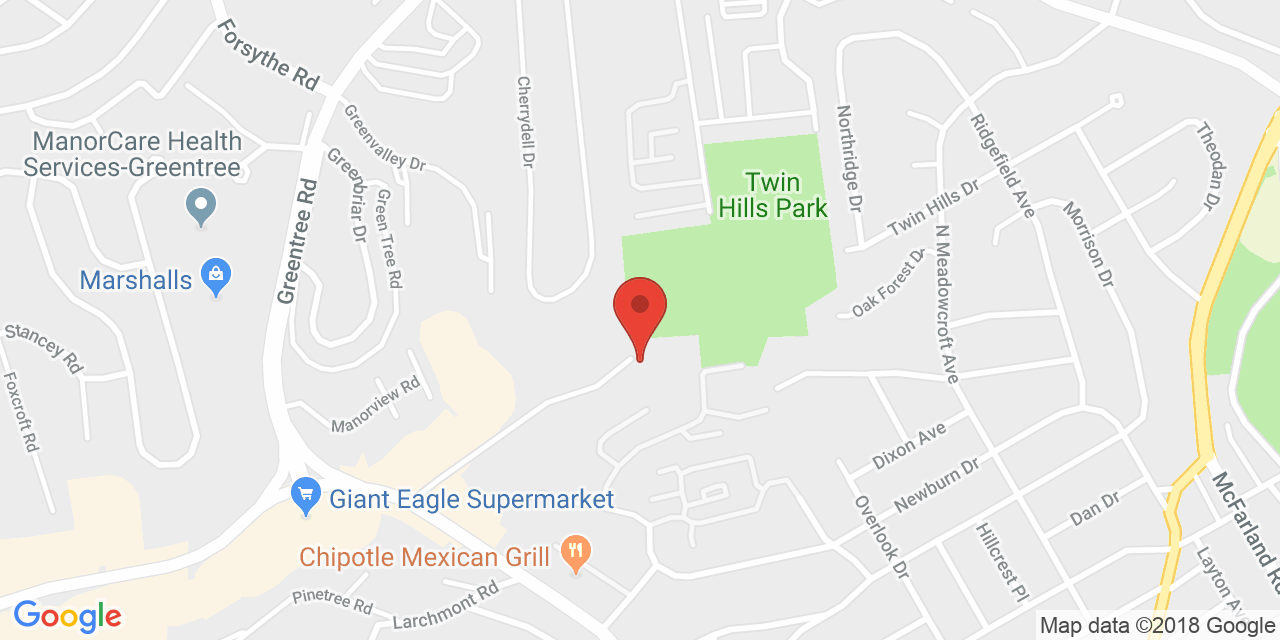 Forsythe Rd
ManorCare Health
Services-Greentree
Greenvalley Dr
Greenbriar Dr
Green Tree Rd
Greentree Rd
Cherrydell Dr
Twin
Hills Park
Northridge Dr
Ridgefield Ave
Theodan Dr
Twin Hills Dr
Morrison Dr
N Meadowcroft Ave
Oak Forest Dr
Marshalls
Stancey Rd
Foxcroft Rd
Manorview Rd
Giant Eagle Supermarket
Chipotle Mexican Grill
Dixon Ave
Newburn Dr
Overlook Dr
Dan Dr
Hillcrest Pl
McFarland Rd
Layton Ave
Pinetree Rd
Larchmont Rd
Google
Map data ©2018 Google